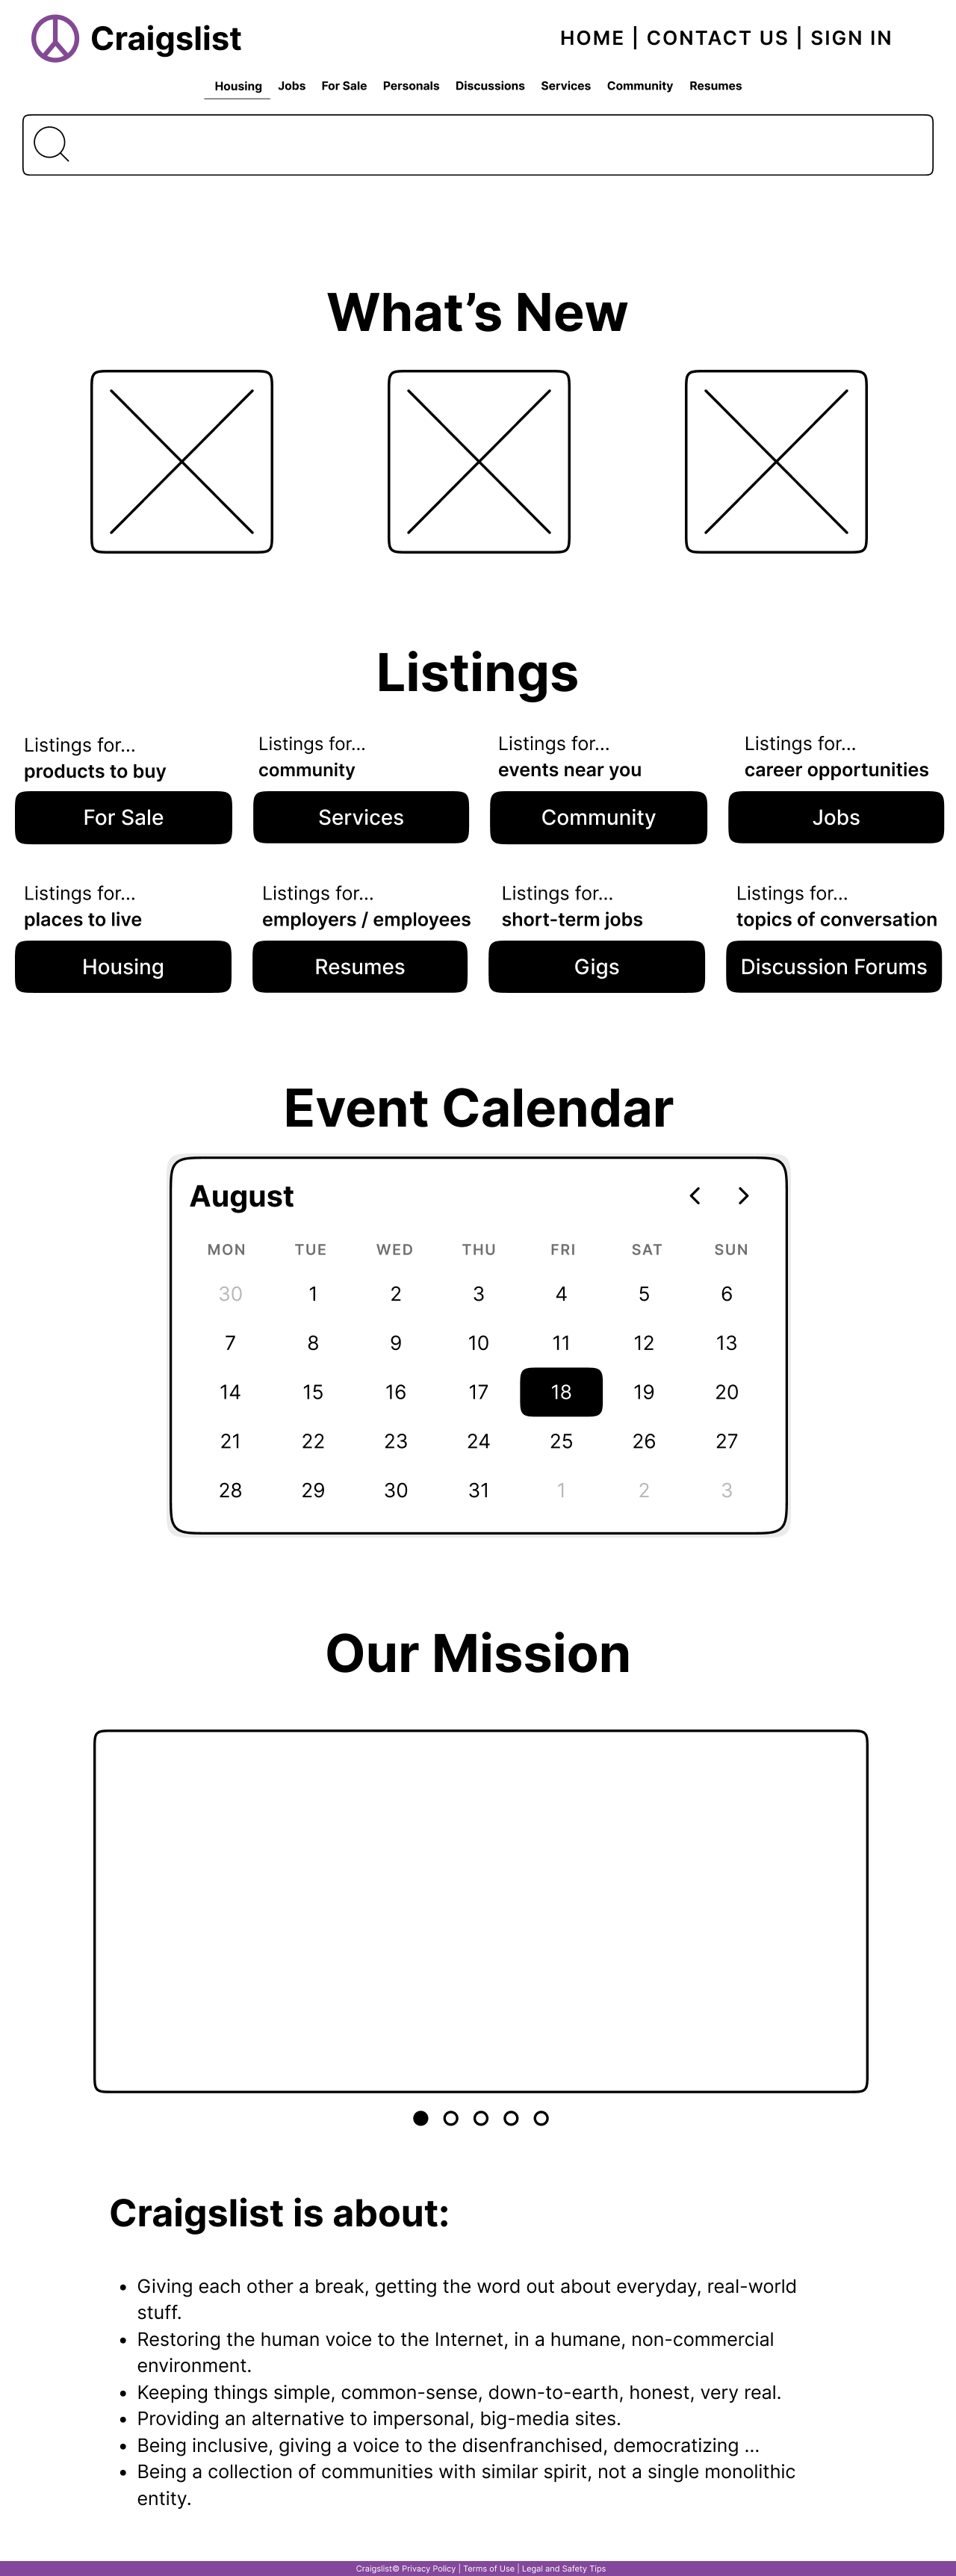 Craigslist
HOME | CONTACT US | SIGN IN
Housing Jobs For Sale Personals Discussions Services Community Resumes
What’s New
Listings
Listings for... Listings for... Listings for... Listings for...
products to buy community events near you career opportunities
For Sale Services Community Jobs
Listings for... Listings for... Listings for... Listings for...
places to live employers / employees short-term jobs topics of conversation
Housing Resumes Gigs Discussion Forums
Event Calendar
August
MON TUE WED THU FRI SAT SUN
30 1 2 3 4 5 6
7 8 9 10 11 12 13
14 15 16 17 18 19 20
21 22 23 24 25 26 27
28 29 30 31 1 2 3
Our Mission
Craigslist is about:
• Giving each other a break, getting the word out about everyday, real-world
stuff.
• Restoring the human voice to the Internet, in a humane, non-commercial
environment.
• Keeping things simple, common-sense, down-to-earth, honest, very real.
• Providing an alternative to impersonal, big-media sites.
• Being inclusive, giving a voice to the disenfranchised, democratizing ...
• Being a collection of communities with similar spirit, not a single monolithic
entity.
Craigslist© Privacy Policy | Terms of Use | Legal and Safety Tips